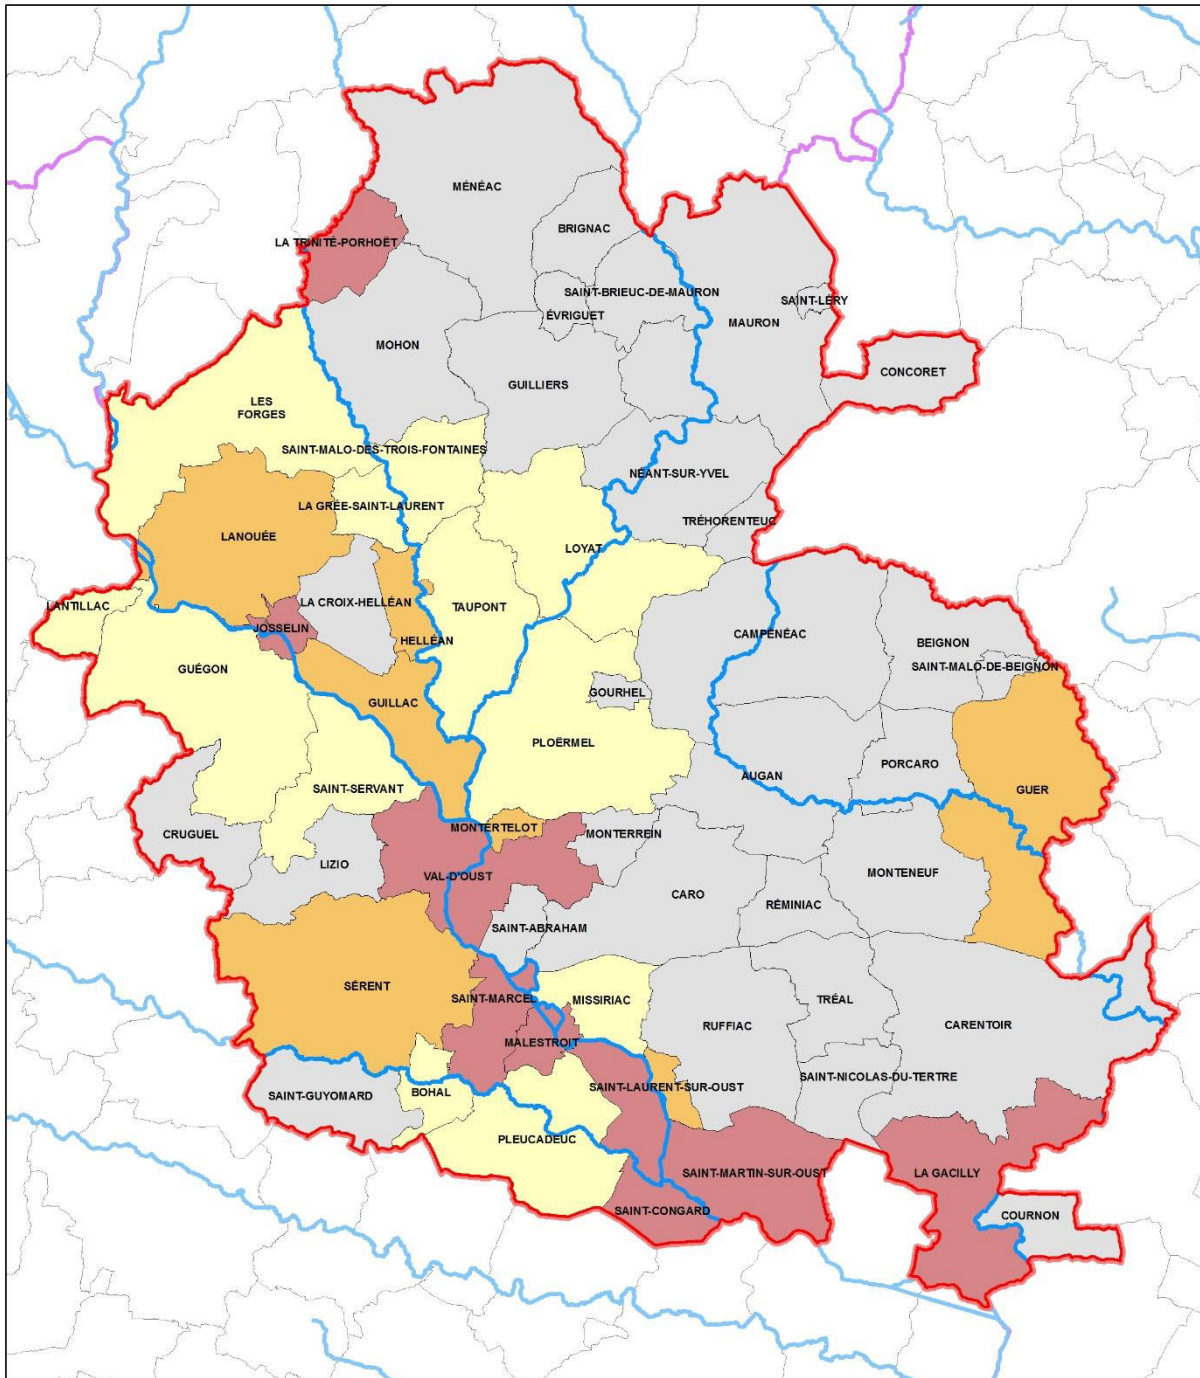 MÉNÉAC
BRIGNAC
LA TRINITÉ-PORHOËT
SAINT-BRIEUC-DE-MAURON
SAINT-LÉRY
ÉVRIGUET
MAURON
MOHON
CONCORET
GUILLIERS
LES
FORGES
SAINT-MALO-DES-TROIS-FONTAINES
NÉANT-SUR-YVEL
LA GRÉE-SAINT-LAURENT
TRÉHORENTEUC
LANOUÉE
LOYAT
LANTILLAC
LA CROIX-HELLÉAN
TAUPONT
JOSSELIN
CAMPÉNÉAC
HELLÉAN
BEIGNON
SAINT-MALO-DE-BEIGNON
GUÉGON
GOURHEL
GUILLAC
PLOËRMEL
PORCARO
AUGAN
SAINT-SERVANT
GUER
MONTERTELOT
CRUGUEL
MONTERREIN
LIZIO
MONTENEUF
VAL-D'OUST
CARO
RÉMINIAC
SAINT-ABRAHAM
SÉRENT
SAINT-MARCEL
MISSIRIAC
TRÉAL
RUFFIAC
CARENTOIR
MALESTROIT
SAINT-NICOLAS-DU-TERTRE
SAINT-LAURENT-SUR-OUST
SAINT-GUYOMARD
BOHAL
PLEUCADEUC
SAINT-MARTIN-SUR-OUST
LA GACILLY
SAINT-CONGARD
COURNON